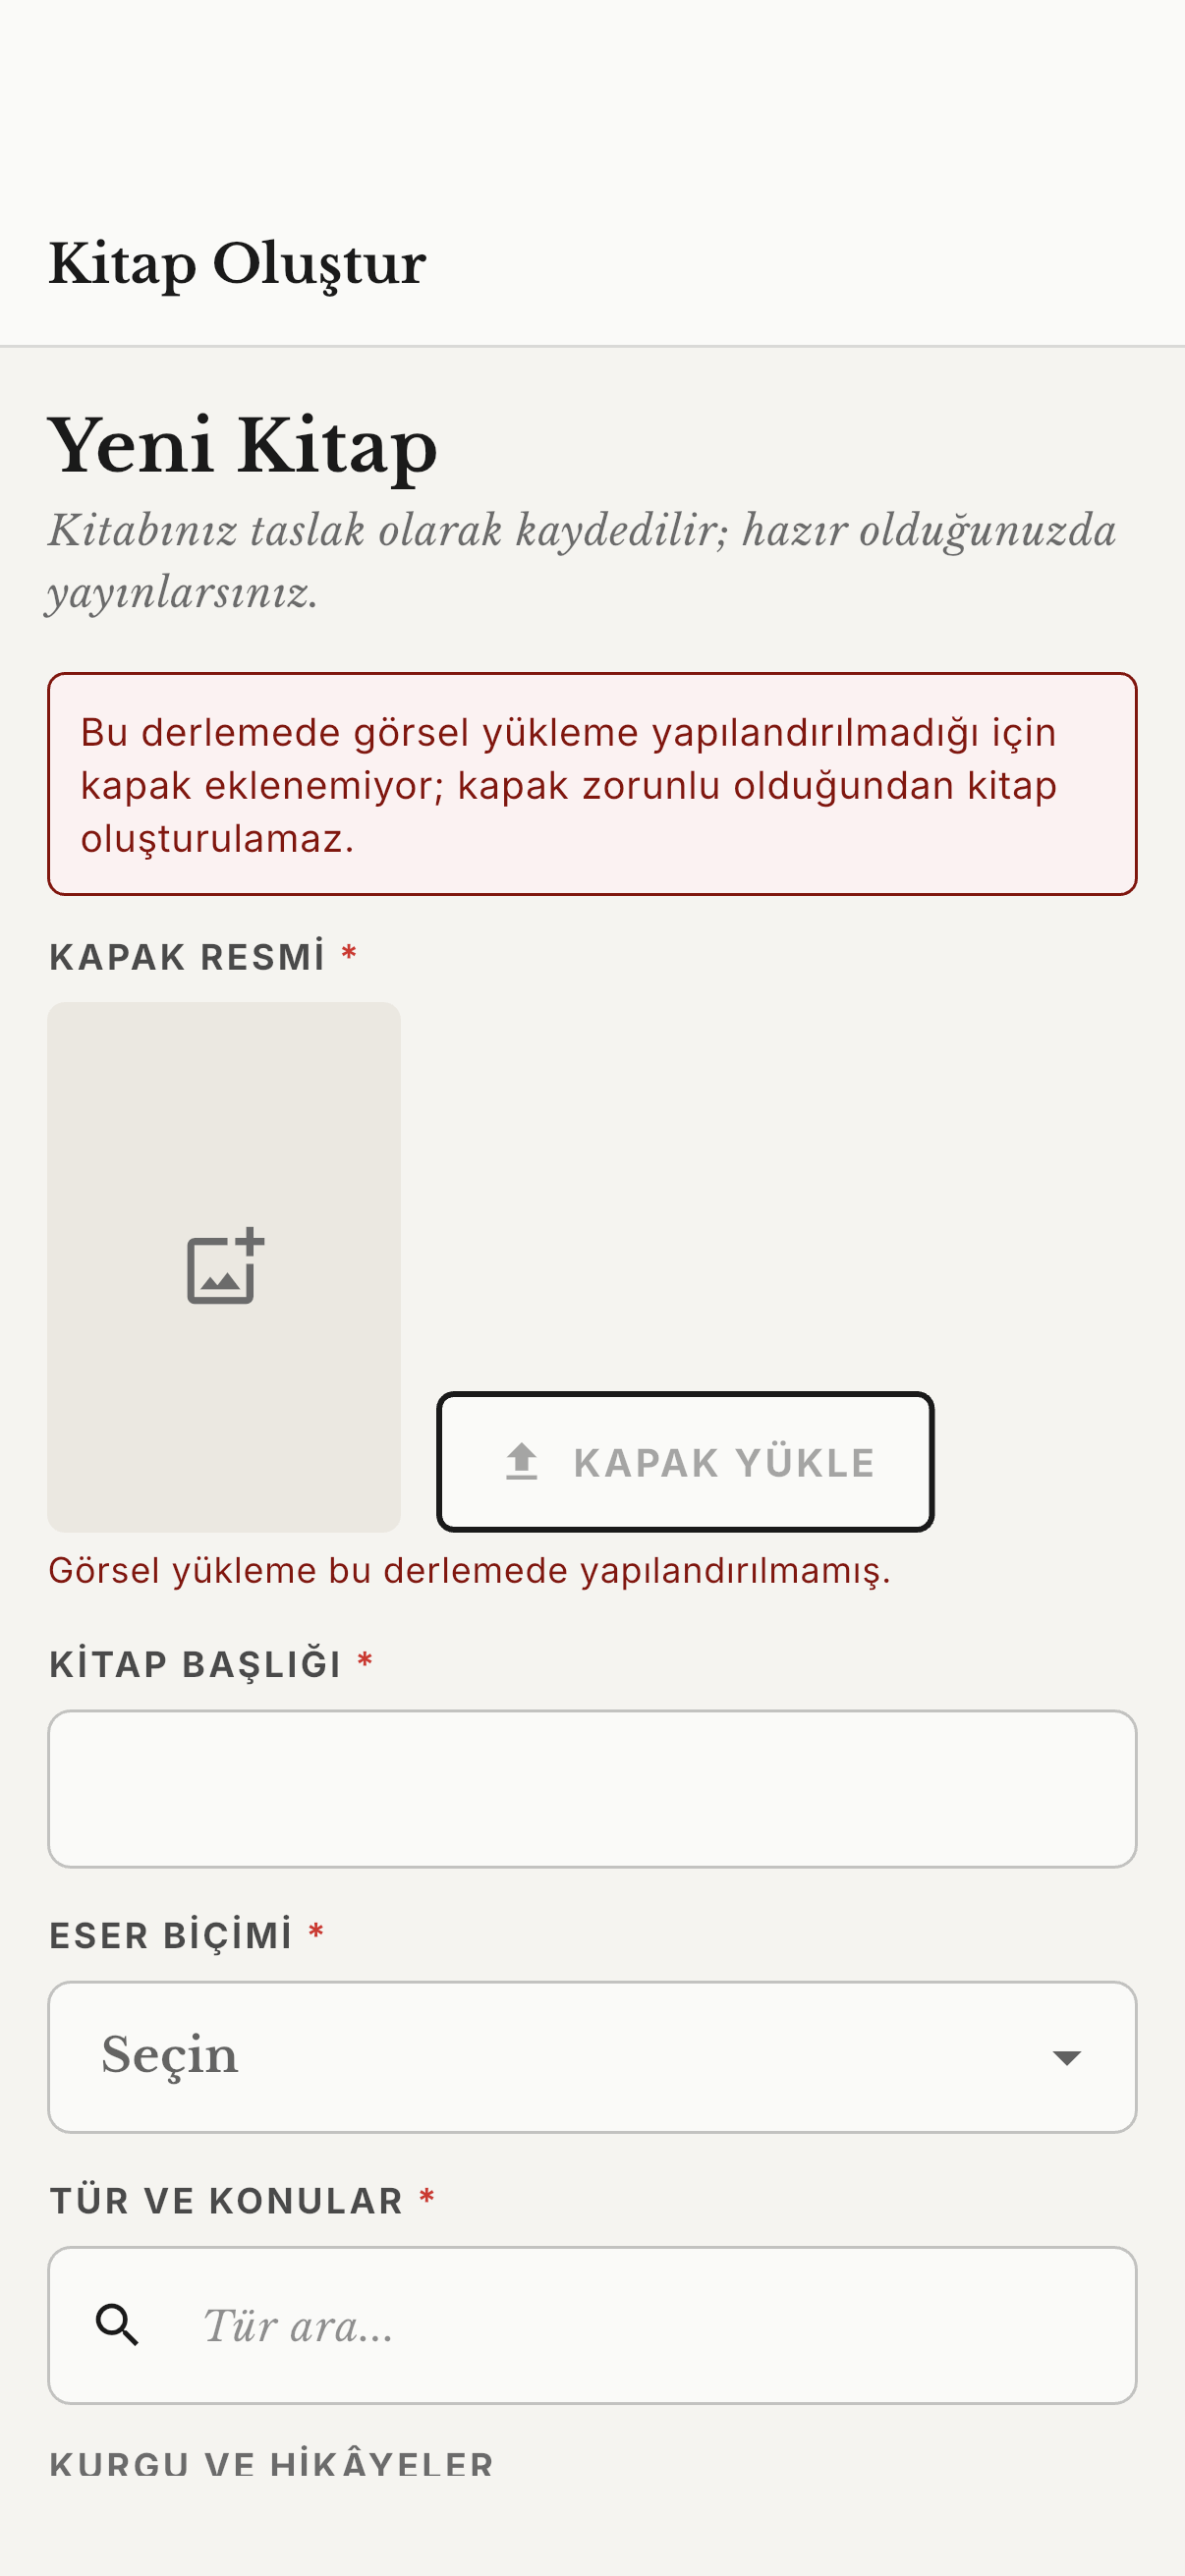 Kitap Oluştur
Yeni Kitap
Kitabınız taslak olarak kaydedilir; hazır olduğunuzda
yayınlarsınız.
Bu derlemede görsel yükleme yapılandırılmadığı için
kapak eklenemiyor; kapak zorunlu olduğundan kitap
oluşturulamaz.
KAPAK RESMİ *
KAPAK YÜKLE
Görsel yükleme bu derlemede yapılandırılmamış.
KİTAP BAŞLIĞI *
ESER BİÇİMİ *
Seçin
TÜR VE KONULAR *
Tür ara...
KURGU VE HİKÂYELER